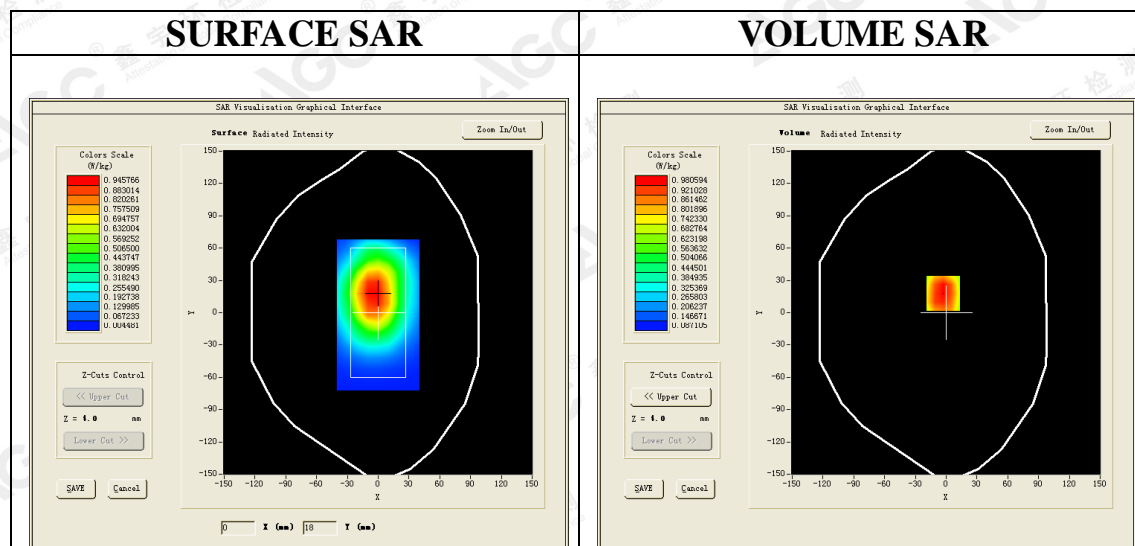 SURFACE SAR
VOLUME SAR
SAR Visualisation Graphical Interface
Surface Radiated Intensity
Zoom In/Out
Colors Scale
(W/kg)
0.945766
0.883014
0.820261
0.757509
0.694757
0.632004
0.569252
0.506500
0.443747
0.380995
0.318243
0.255490
0.192738
0.129985
0.067233
0.004481
150
120
90
60
30
0
-30
-60
-90
-120
-150
Y
-150 -120 -90 -60 -30 0 30 60 90 120 150
X
Z-Cuts Control
<< Upper Cut
Z = 4.0 mm
Lower Cut >>
SAVE Cancel
0 X (mm) 18 Y (mm)
SAR Visualisation Graphical Interface
Volume Radiated Intensity
Zoom In/Out
Colors Scale
(W/kg)
0.980594
0.921028
0.861462
0.801896
0.742330
0.682764
0.623198
0.563632
0.504066
0.444501
0.384935
0.325369
0.265803
0.206237
0.146671
0.087105
150
120
90
60
30
0
-30
-60
-90
-120
-150
Y
-150 -120 -90 -60 -30 0 30 60 90 120 150
X
Z-Cuts Control
<< Upper Cut
Z = 4.0 mm
Lower Cut >>
SAVE Cancel